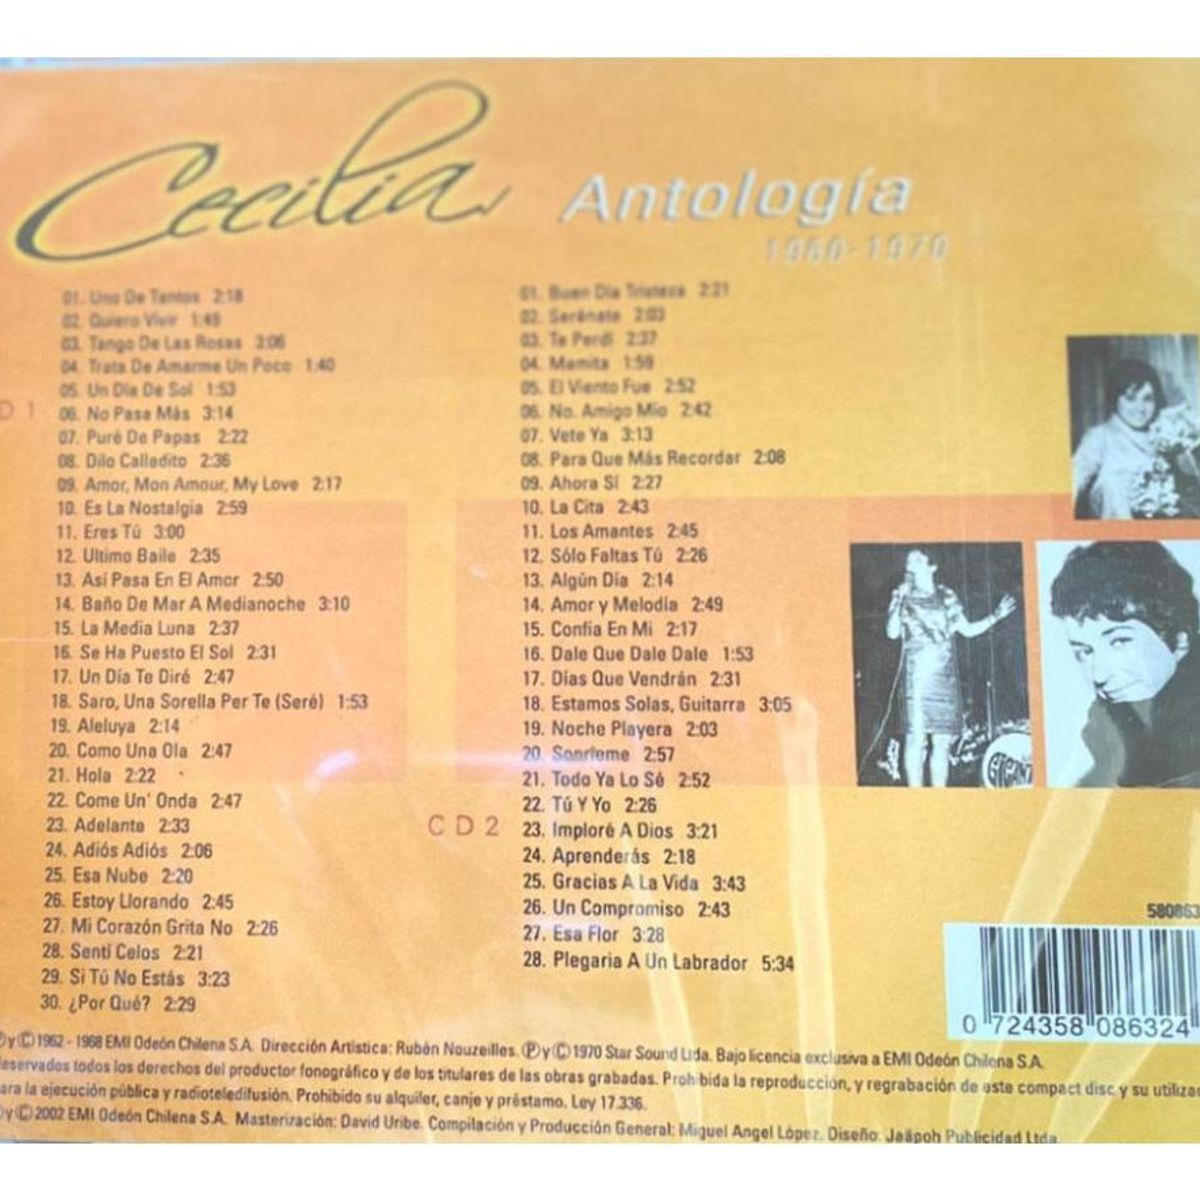 Cecilia
Antología
1960-1970
CD 1
01. Uno De Tantos 2:18
02. Quiero Vivir 1:49
03. Tango De Las Rosas 3:06
04. Trata De Amarme Un Poco 1:40
05. Un Día De Sol 1:53
06. No Pasa Más 3:14
07. Puré De Papas 2:22
08. Dilo Calladito 2:36
09. Amor, Mon Amour, My Love 2:17
10. Es La Nostalgia 2:59
11. Eres Tú 3:00
12. Ultimo Baile 2:35
13. Así Pasa En El Amor 2:50
14. Baño De Mar A Medianoche 3:10
15. La Media Luna 2:37
16. Se Ha Puesto El Sol 2:31
17. Un Día Te Diré 2:47
18. Saro, Una Sorella Per Te (Seré) 1:53
19. Aleluya 2:14
20. Como Una Ola 2:47
21. Hola 2:22
22. Come Un' Onda 2:47
23. Adelante 2:33
24. Adiós Adiós 2:06
25. Esa Nube 2:20
26. Estoy Llorando 2:45
27. Mi Corazón Grita No 2:26
28. Sentí Celos 2:21
29. Si Tú No Estás 3:23
30. ¿Por Qué? 2:29
CD2
01. Buen Día Tristeza 2:21
02. Serénate 2:03
03. Te Perdí 2:37
04. Mamita 1:59
05. El Viento Fue 2:52
06. No, Amigo Mío 2:42
07. Vete Ya 3:13
08. Para Que Más Recordar 2:08
09. Ahora Sí 2:27
10. La Cita 2:43
11. Los Amantes 2:45
12. Sólo Faltas Tú 2:26
13. Algún Día 2:14
14. Amor y Melodía 2:49
15. Confía En Mi 2:17
16. Dale Que Dale Dale 1:53
17. Días Que Vendrán 2:31
18. Estamos Solas, Guitarra 3:05
19. Noche Playera 2:03
20. Sonríeme 2:57
21. Todo Ya Lo Sé 2:52
22. Tú Y Yo 2:26
23. Imploré A Dios 3:21
24. Aprenderás 2:18
25. Gracias A La Vida 3:43
26. Un Compromiso 2:43
27. Esa Flor 3:28
28. Plegaria A Un Labrador 5:34
GIGANT
580863
0 724358 086324
Ⓟ y © 1962 - 1968 EMI Odeón Chilena S.A. Dirección Artística: Rubén Nouzeilles. Ⓟ y © 1970 Star Sound Ltda. Bajo licencia exclusiva a EMI Odeón Chilena S.A.
eservados todos los derechos del productor fonográfico y de los titulares de las obras grabadas. Prohibida la reproducción, y regrabación de este compact disc y su utiliza
ara la ejecución pública y radioteledifusión. Prohibido su alquiler, canje y préstamo. Ley 17.336.
Ⓟ y © 2002 EMI Odeón Chilena S.A. Masterización: David Uribe. Compilación y Producción General: Miguel Angel López. Diseño: Jaäpoh Publicidad Ltda.